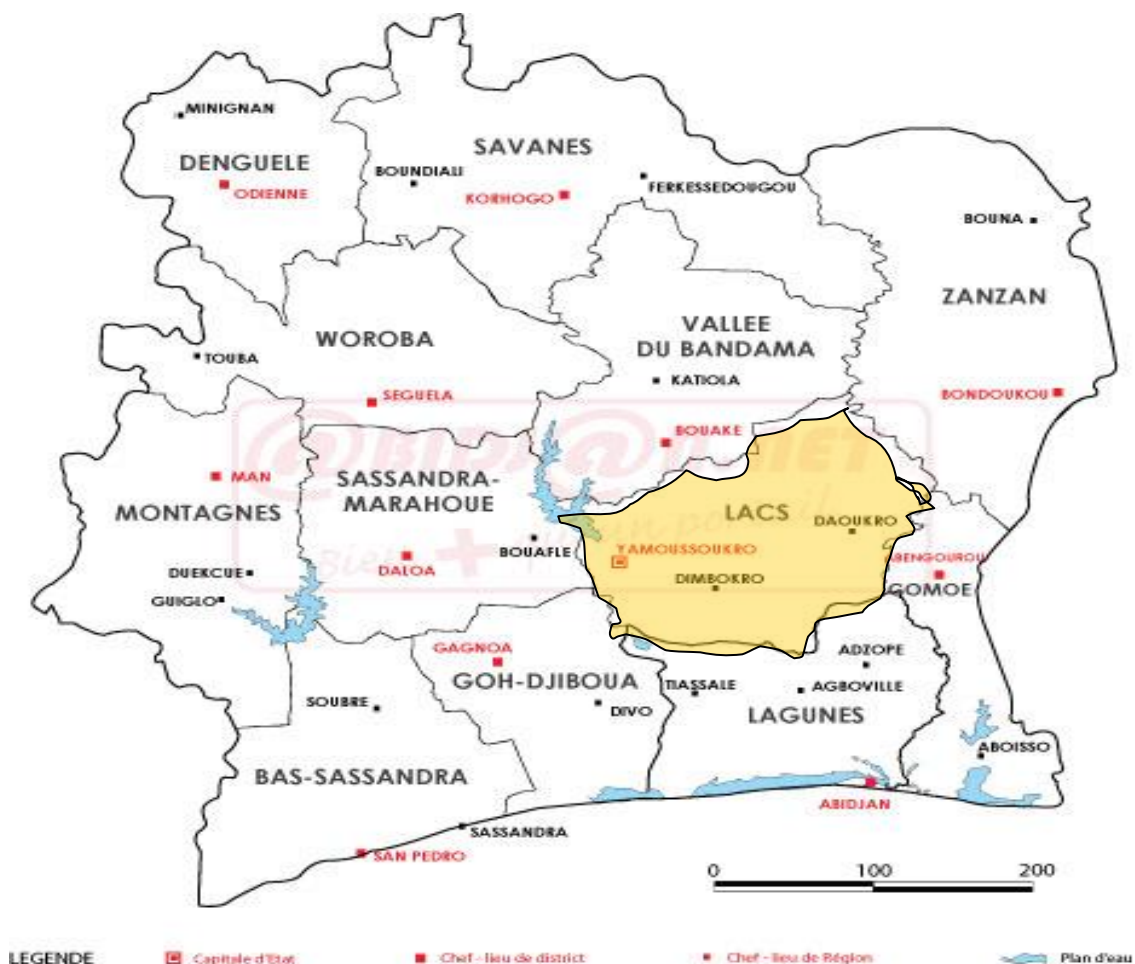 MINIGNAN
DENGUELE
ODIENNE
SAVANES
BOUNDIALI
KORHOGO
FERKESSEDOUGOU
BOUNA
ZANZAN
WOROBA
VALLEE
DU BANDAMA
TOUBA
KATIOLA
SEGUELA
BONDOUKOU
BOUAKE
MAN
SASSANDRA-
MARAHOUE
MONTAGNES
LACS
DAOUKRO
BOUAFLE
YAMOUSSOUKRO
DALOA
DUEKCUE
DIMBOKRO
BENGOUROU
GOMOE
GUIGLO
GAGNOA
GOH-DJIBOUA
ADZOPE
TIASSALE
AGBOVILLE
SOUBRE
DIVO
LAGUNES
ABOISSO
BAS-SASSANDRA
ABIDJAN
SASSANDRA
SAN PEDRO
0 100 200
LEGENDE Capitale d'Etat Chef - lieu de district Chef - lieu de Région Plan d'eau